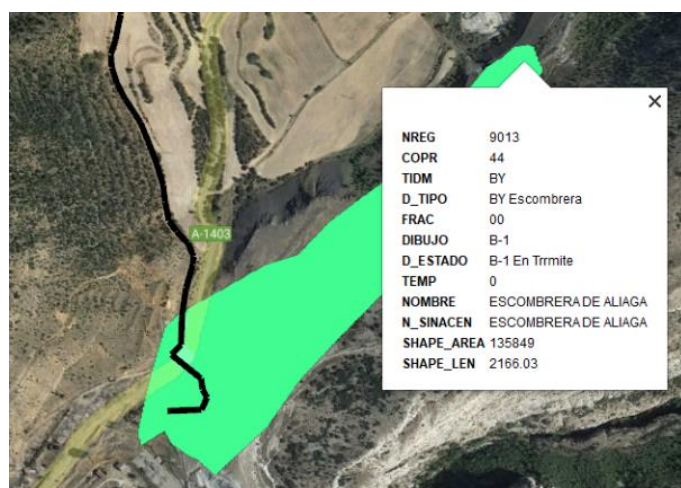 A-1403
NREG 9013
COPR 44
TIDM BY
D_TIPO BY Escombrera
FRAC 00
DIBUJO B-1
D_ESTADO B-1 En Trrmite
TEMP 0
NOMBRE ESCOMBRERA DE ALIAGA
N_SINACEN ESCOMBRERA DE ALIAGA
SHAPE_AREA 135849
SHAPE_LEN 2166.03